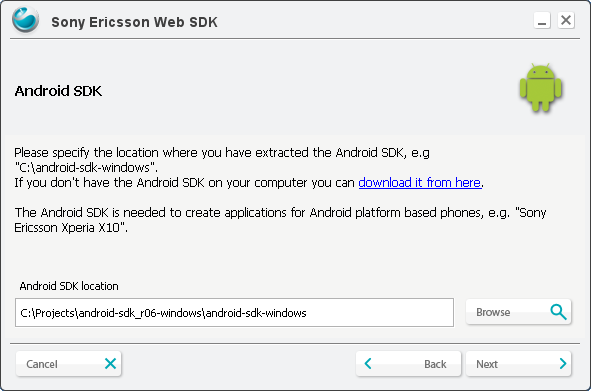 Sony Ericsson Web SDK
Android SDK
Please specify the location where you have extracted the Android SDK, e.g
"C:\android-sdk-windows".
If you don't have the Android SDK on your computer you can download it from here.
The Android SDK is needed to create applications for Android platform based phones, e.g. "Sony
Ericsson Xperia X10".
Android SDK location
C:\Projects\android-sdk_r06-windows\android-sdk-windows
Browse
Cancel
Back
Next